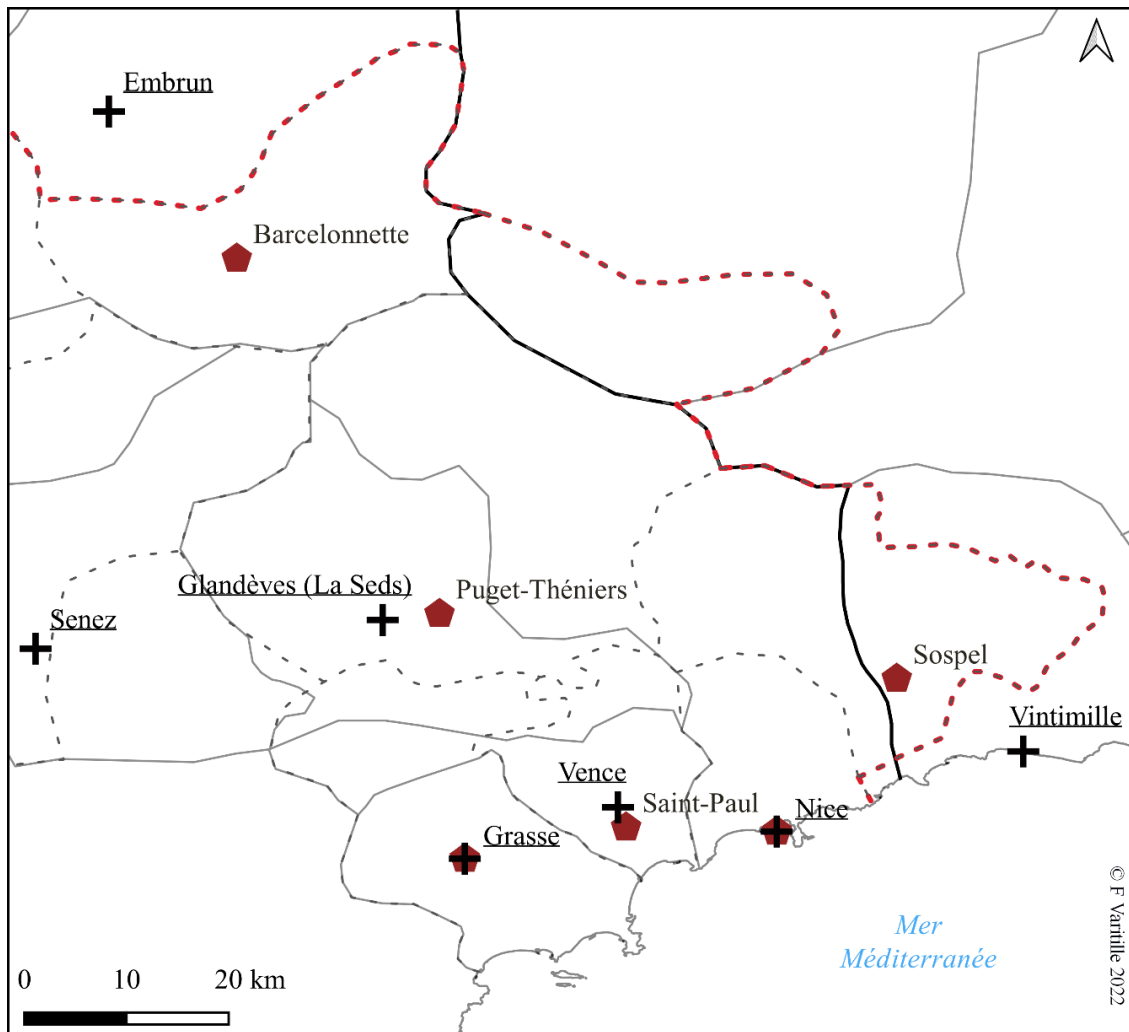 Embrun
Barcelonnette
Glandèves (La Seds)
Puget-Théniers
Senez
Sospel
Vintimille
Vence
Saint-Paul
Nice
Grasse
Mer
Méditerranée
0 10 20 km
© F Varitille 2022